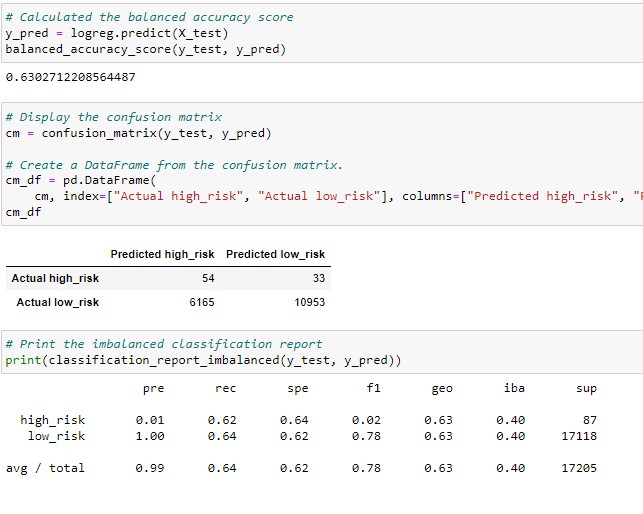 # Calculated the balanced accuracy score
y_pred = logreg.predict(X_test)
balanced_accuracy_score(y_test, y_pred)
0.6302712208564487
# Display the confusion matrix
cm = confusion_matrix(y_test, y_pred)
# Create a DataFrame from the confusion matrix.
cm_df = pd.DataFrame(
cm, index=["Actual high_risk", "Actual low_risk"], columns=["Predicted high_risk", "
cm_df
Predicted high_risk Predicted low_risk
Actual high_risk 54 33
Actual low_risk 6165 10953
# Print the imbalanced classification report
print(classification_report_imbalanced(y_test, y_pred))
pre rec spe f1 geo iba sup
high_risk 0.01 0.62 0.64 0.02 0.63 0.40 87
low_risk 1.00 0.64 0.62 0.78 0.63 0.40 17118
avg / total 0.99 0.64 0.62 0.78 0.63 0.40 17205